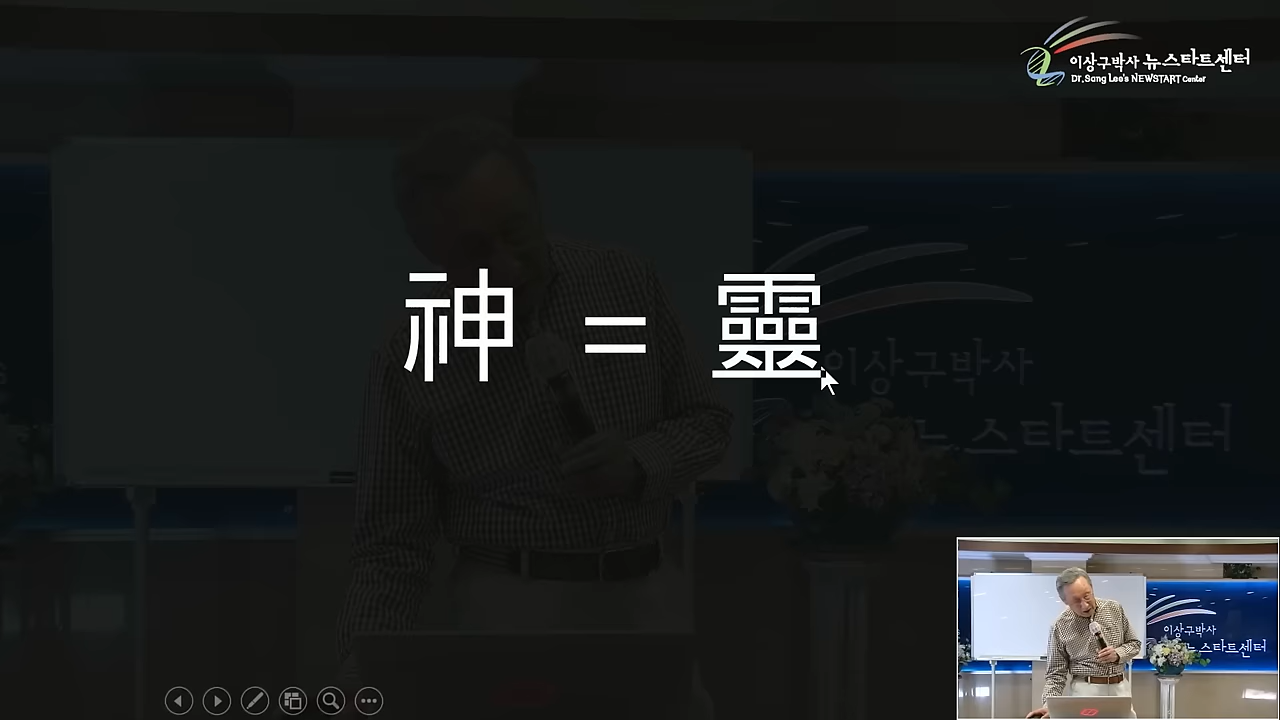 이상구박사 뉴스타트센터
Dr. Sang Lee's NEWSTART Center
神 = 靈
이상구박사
뉴스타트센터
이상구박사
뉴스타트센터